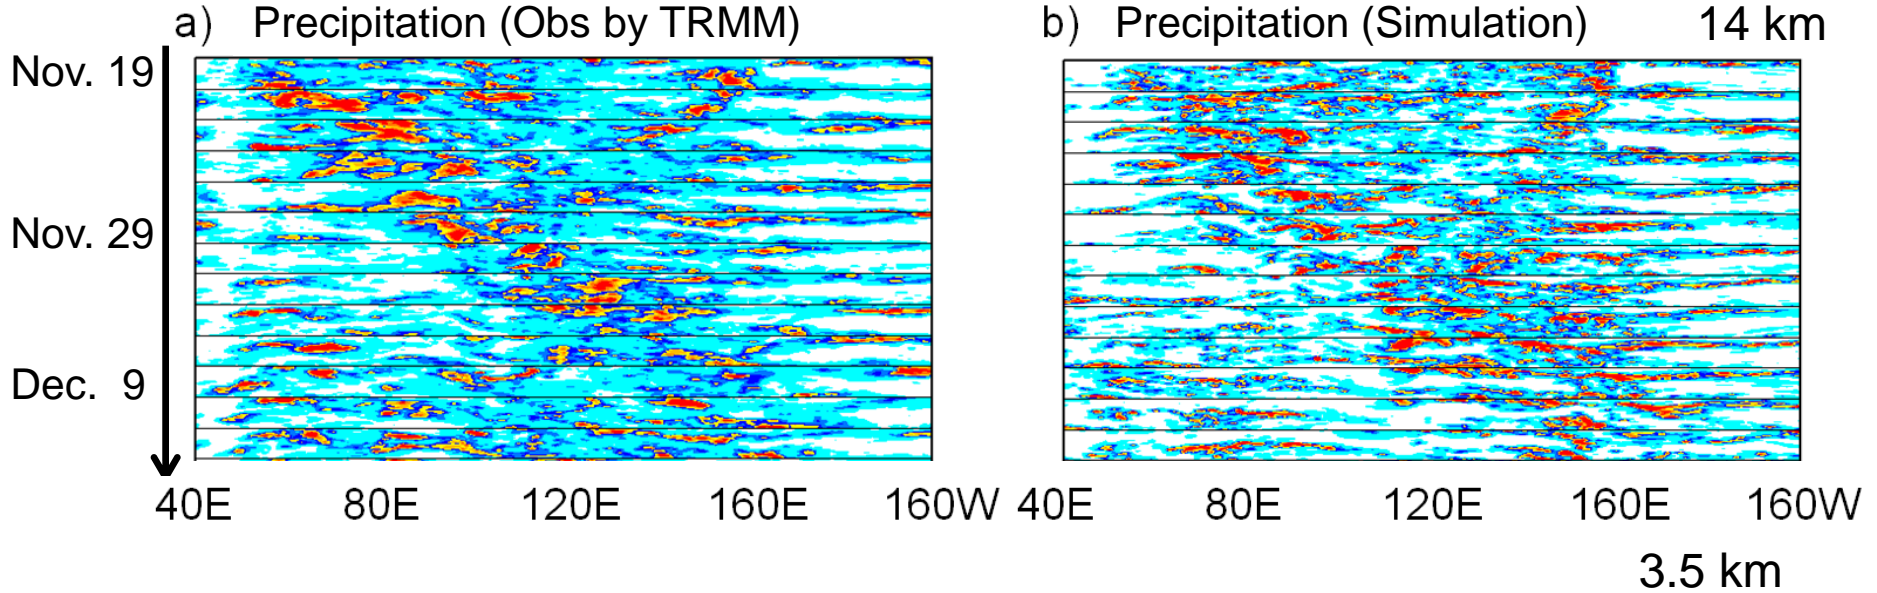 a) Precipitation (Obs by TRMM)
b) Precipitation (Simulation) 14 km
Nov. 19
Nov. 29
Dec. 9
40E 80E 120E 160E 160W
40E 80E 120E 160E 160W
3.5 km